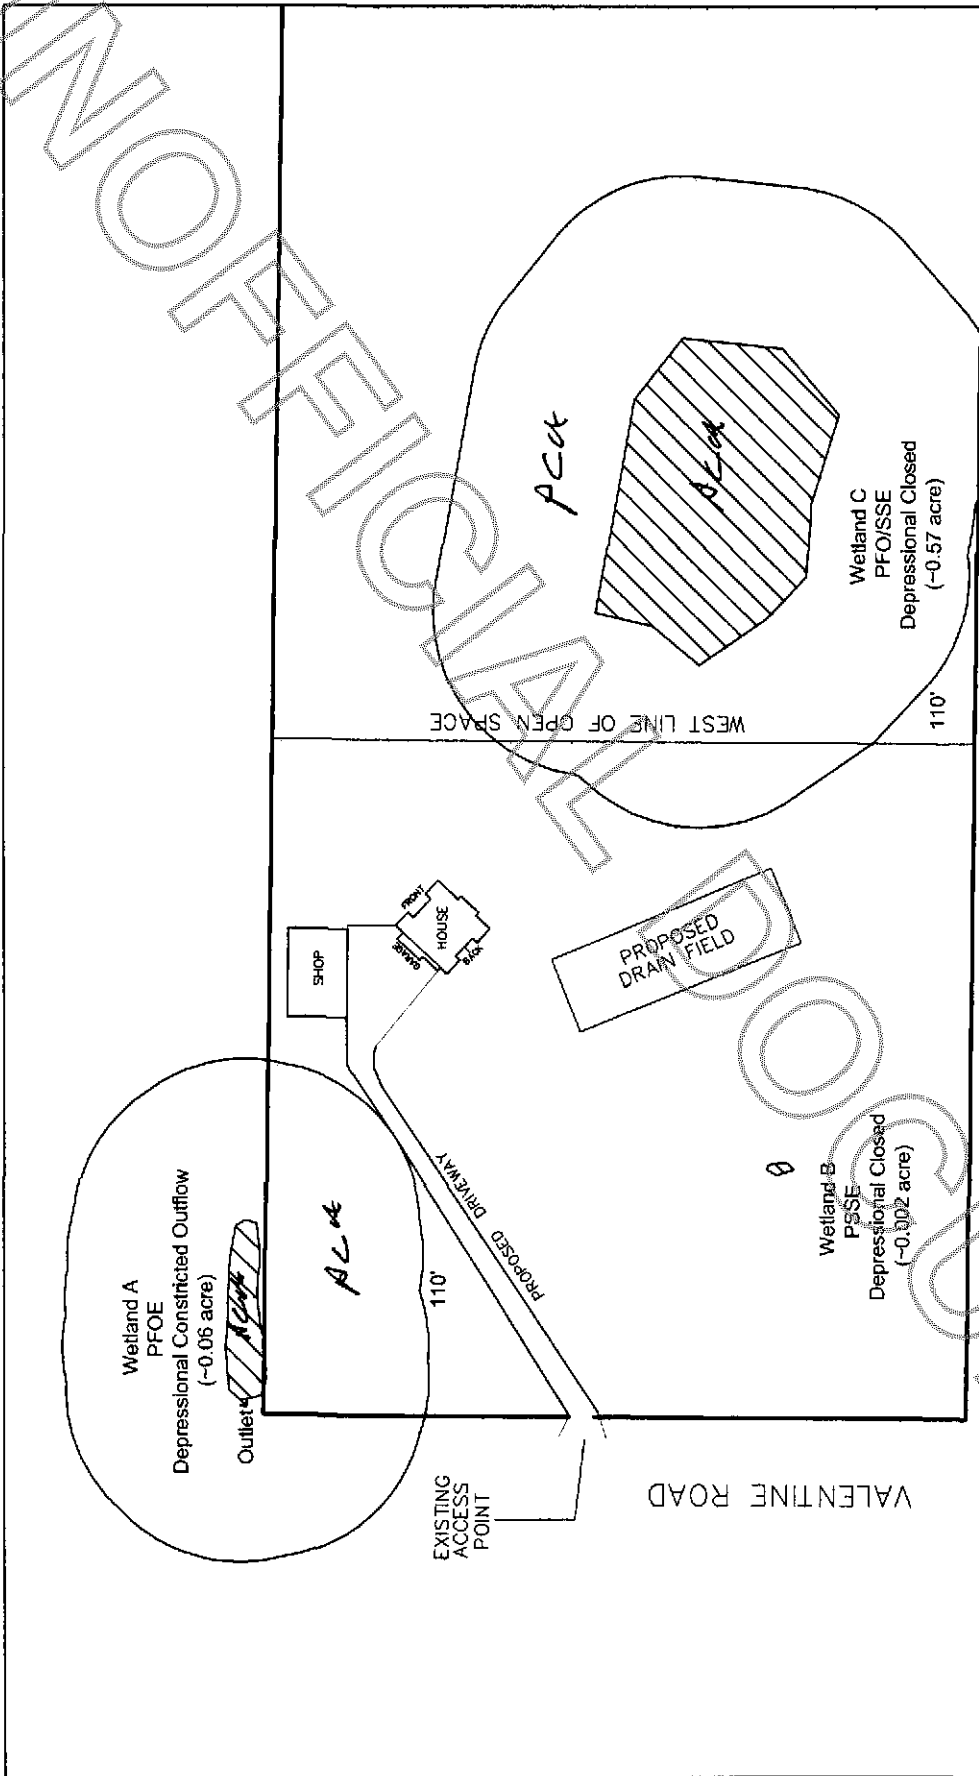 UNOFFICIAL DOCU
Wetland A
PFOE
Depressional Constricted Outflow
(~0.06 acre)
Outlet
110'
SHOP
FRONT
GARAGE
HOUSE
BACK
PROPOSED DRIVEWAY
EXISTING
ACCESS
POINT
VALENTINE ROAD
PROPOSED
DRAIN FIELD
Wetland B
PSSE
Depressional Closed
(~0.002 acre)
WEST LINE OF OPEN SPACE
Wetland C
PFO/SSE
Depressional Closed
(~0.57 acre)
110'